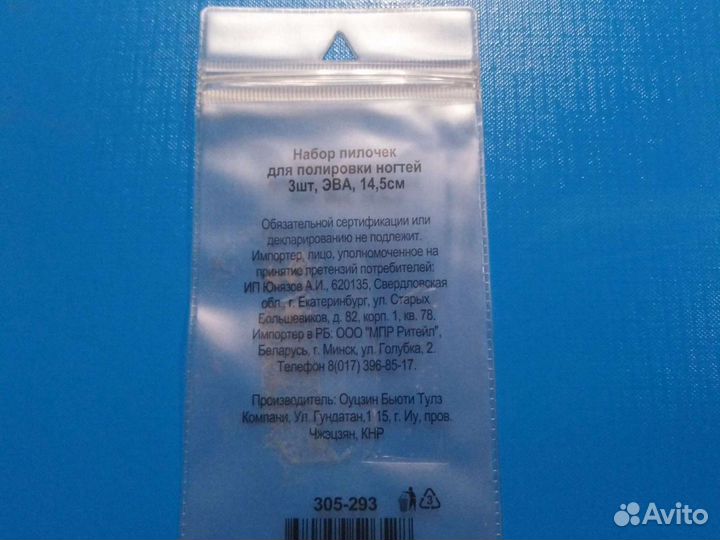 Набор пилочек
для полировки ногтей
3шт, ЭВА, 14,5см
Обязательной сертификации или
декларированию не подлежит.
Импортер, лицо, уполномоченное на
принятие претензий потребителей:
ИП Юнязов А.И., 620135, Свердловская
обл., г. Екатеринбург, ул. Старых
Большевиков, д. 82, корп. 1, кв. 78.
Импортер в РБ: ООО "МПР Ритейл",
Беларусь, г. Минск, ул. Голубка, 2.
Телефон 8(017) 396-85-17.
Производитель: Оуцзин Бьюти Тулз
Компани, Ул. Гундатан,1 15, г. Иу, пров.
Чжэцзян, КНР
305-293
3
Avito